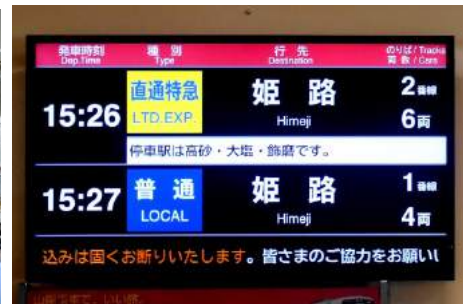 発車時刻 種別 行先 のりば/Tracks
Dep.Time Type Destination 両数/Cars
15:26 直通特急 姫路 2番線
LTD.EXP. Himeji 6両
停車駅は高砂・大塩・飾磨です。
15:27 普通 姫路 1番線
LOCAL Himeji 4両
込みは固くお断りいたします。皆さまのご協力をお願いい